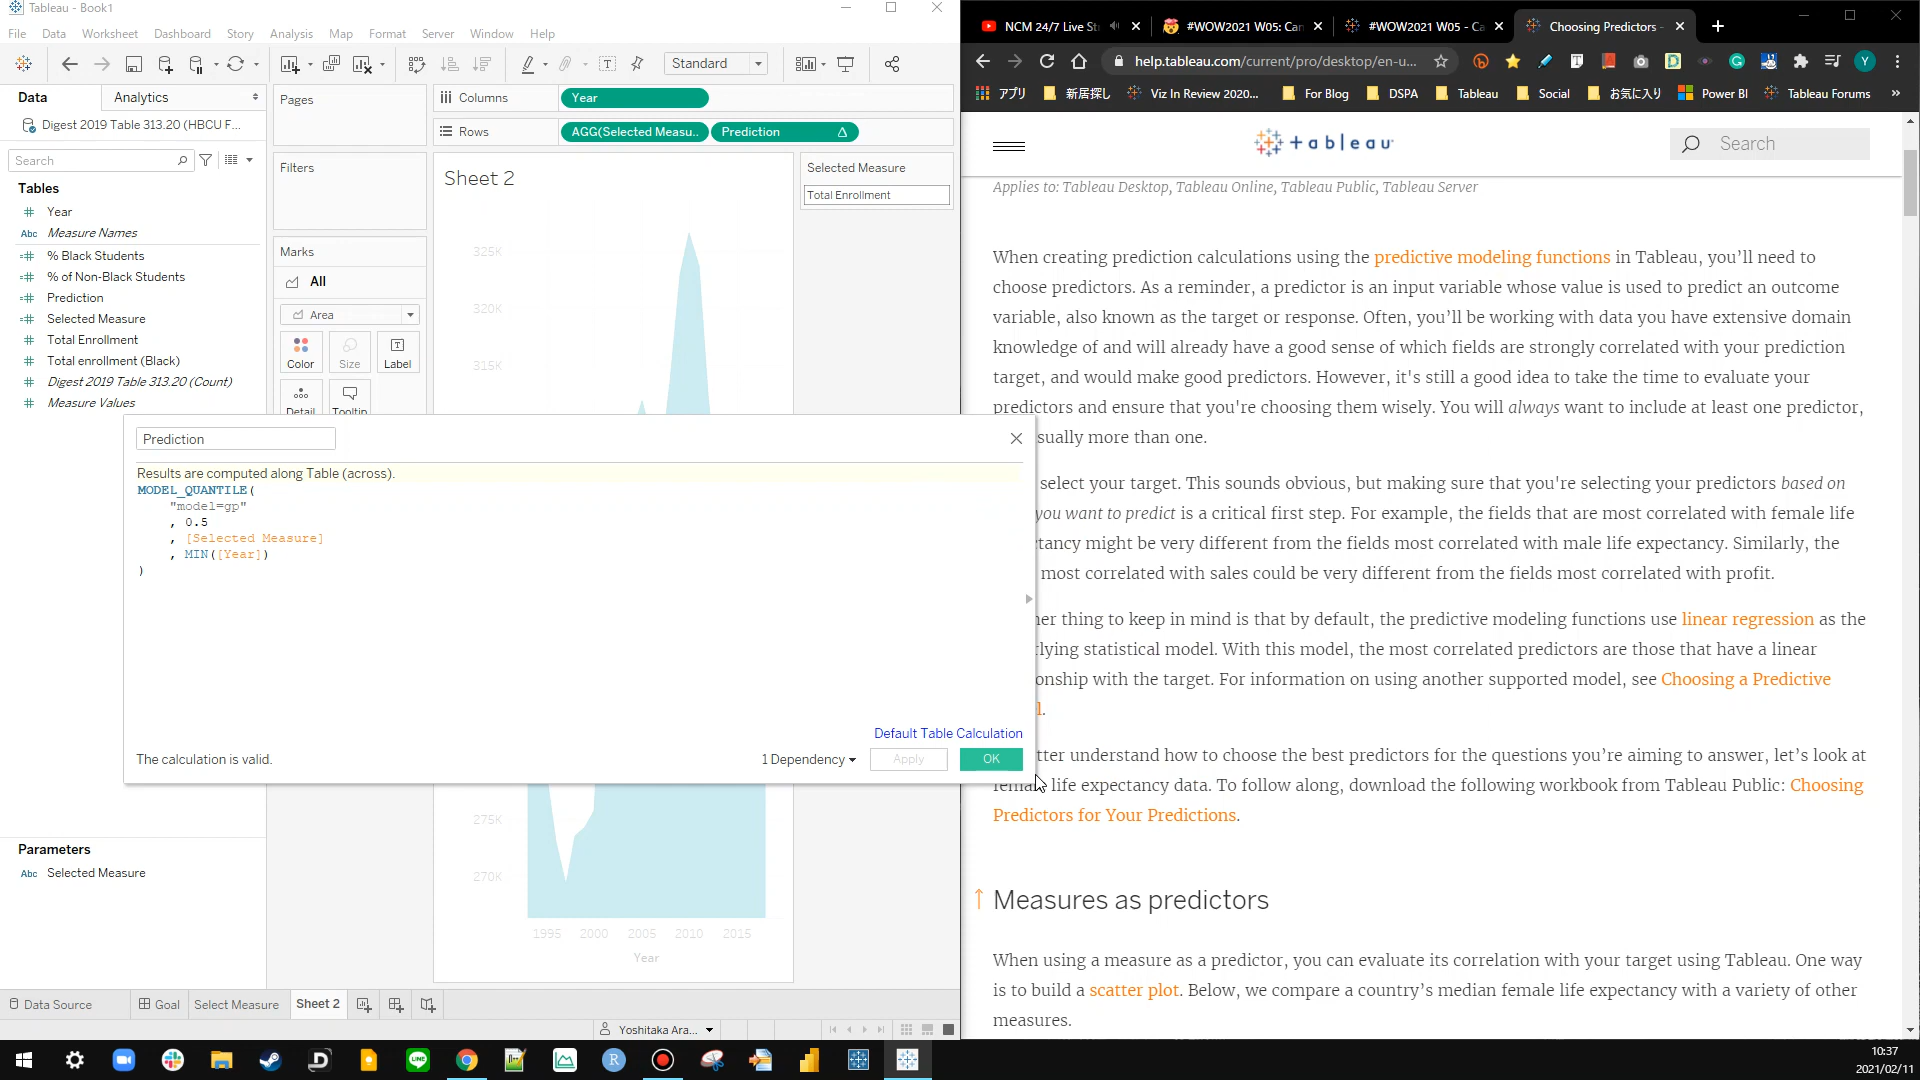 Tableau - Book1
File Data Worksheet Dashboard Story Analysis Map Format Server Window Help
Standard
Data Analytics
Digest 2019 Table 313.20 (HBCU F...
Search
Tables
Year
Abc Measure Names
% Black Students
% of Non-Black Students
Prediction
Selected Measure
Total Enrollment
Total enrollment (Black)
Digest 2019 Table 313.20 (Count)
Measure Values
Parameters
Abc Selected Measure
Pages
Filters
Marks
All
Area
Color Size Label
Detail Tooltip
Columns Year
Rows AGG(Selected Measu.. Prediction
Sheet 2
325K
320K
315K
275K
270K
1995 2000 2005 2010 2015
Year
Selected Measure
Total Enrollment
Prediction
Results are computed along Table (across).
MODEL_QUANTILE(
"model=gp"
, 0.5
, [Selected Measure]
, MIN([Year])
)
Default Table Calculation
The calculation is valid. 1 Dependency Apply OK
Data Source Goal Select Measure Sheet 2
Yoshitaka Ara...
NCM 24/7 Live St #WOW2021 W05: Can #WOW2021 W05 - Ca Choosing Predictors -
help.tableau.com/current/pro/desktop/en-u...
Y
アプリ 新居探し Viz In Review 2020... For Blog DSPA Tableau Social お気に入り Power BI Tableau Forums »
+ableau
Search
Applies to: Tableau Desktop, Tableau Online, Tableau Public, Tableau Server
When creating prediction calculations using the predictive modeling functions in Tableau, you’ll need to
choose predictors. As a reminder, a predictor is an input variable whose value is used to predict an outcome
variable, also known as the target or response. Often, you’ll be working with data you have extensive domain
knowledge of and will already have a good sense of which fields are strongly correlated with your prediction
target, and would make good predictors. However, it's still a good idea to take the time to evaluate your
predictors and ensure that you're choosing them wisely. You will always want to include at least one predictor,
sually more than one.
select your target. This sounds obvious, but making sure that you're selecting your predictors based on
you want to predict is a critical first step. For example, the fields that are most correlated with female life
tancy might be very different from the fields most correlated with male life expectancy. Similarly, the
most correlated with sales could be very different from the fields most correlated with profit.
her thing to keep in mind is that by default, the predictive modeling functions use linear regression as the
rlying statistical model. With this model, the most correlated predictors are those that have a linear
onship with the target. For information on using another supported model, see Choosing a Predictive
l.
tter understand how to choose the best predictors for the questions you’re aiming to answer, let’s look at
female life expectancy data. To follow along, download the following workbook from Tableau Public: Choosing
Predictors for Your Predictions.
Measures as predictors
When using a measure as a predictor, you can evaluate its correlation with your target using Tableau. One way
is to build a scatter plot. Below, we compare a country’s median female life expectancy with a variety of other
measures.
10:37
2021/02/11